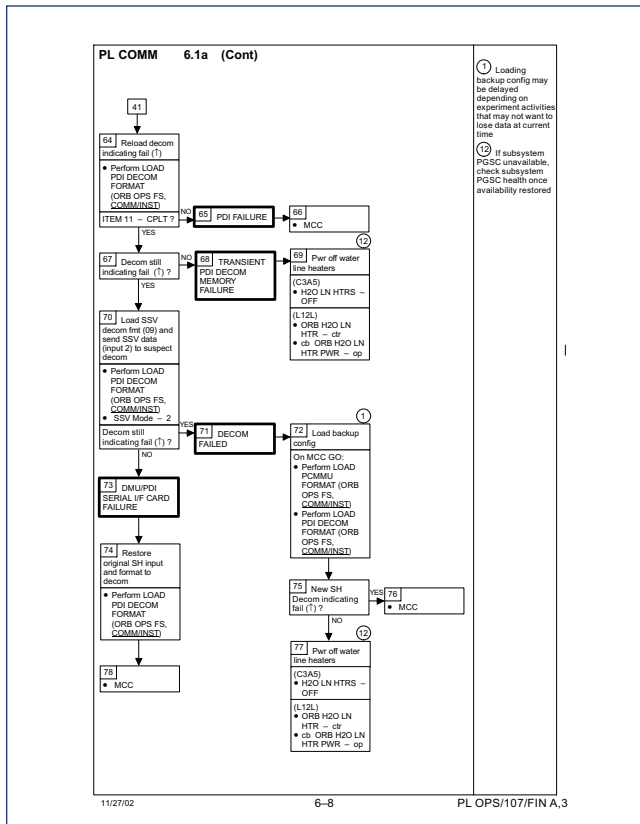 PL COMM 6.1a (Cont)
41
64 Reload decom
indicating fail (↑)
• Perform LOAD
PDI DECOM
FORMAT
(ORB OPS FS,
COMM/INST)
ITEM 11 – CPLT ?
NO
YES
65 PDI FAILURE
66
• MCC
67 Decom still
indicating fail (↑) ?
NO
YES
68 TRANSIENT
PDI DECOM
MEMORY
FAILURE
12
69 Pwr off water
line heaters
(C3A5)
• H2O LN HTRS –
OFF
(L12L)
• ORB H2O LN
HTR – ctr
• cb ORB H2O LN
HTR PWR – op
70 Load SSV
decom fmt (09) and
send SSV data
(input 2) to suspect
decom
• Perform LOAD
PDI DECOM
FORMAT
(ORB OPS FS,
COMM/INST)
• SSV Mode – 2
Decom still
indicating fail (↑) ?
YES
NO
71 DECOM
FAILED
1
72 Load backup
config
On MCC GO:
• Perform LOAD
PCMMU
FORMAT (ORB
OPS FS,
COMM/INST)
• Perform LOAD
PDI DECOM
FORMAT (ORB
OPS FS,
COMM/INST)
73 DMU/PDI
SERIAL I/F CARD
FAILURE
74 Restore
original SH input
and format to
decom
• Perform LOAD
PDI DECOM
FORMAT
(ORB OPS FS,
COMM/INST)
75 New SH
Decom indicating
fail (↑) ?
YES
NO
76
• MCC
12
77 Pwr off water
line heaters
(C3A5)
• H2O LN HTRS –
OFF
(L12L)
• ORB H2O LN
HTR – ctr
• cb ORB H2O LN
HTR PWR – op
78
• MCC
1 Loading
backup config may
be delayed
depending on
experiment activities
that may not want to
lose data at current
time
12 If subsystem
PGSC unavailable,
check subsystem
PGSC health once
availability restored
11/27/02
6–8
PL OPS/107/FIN A,3